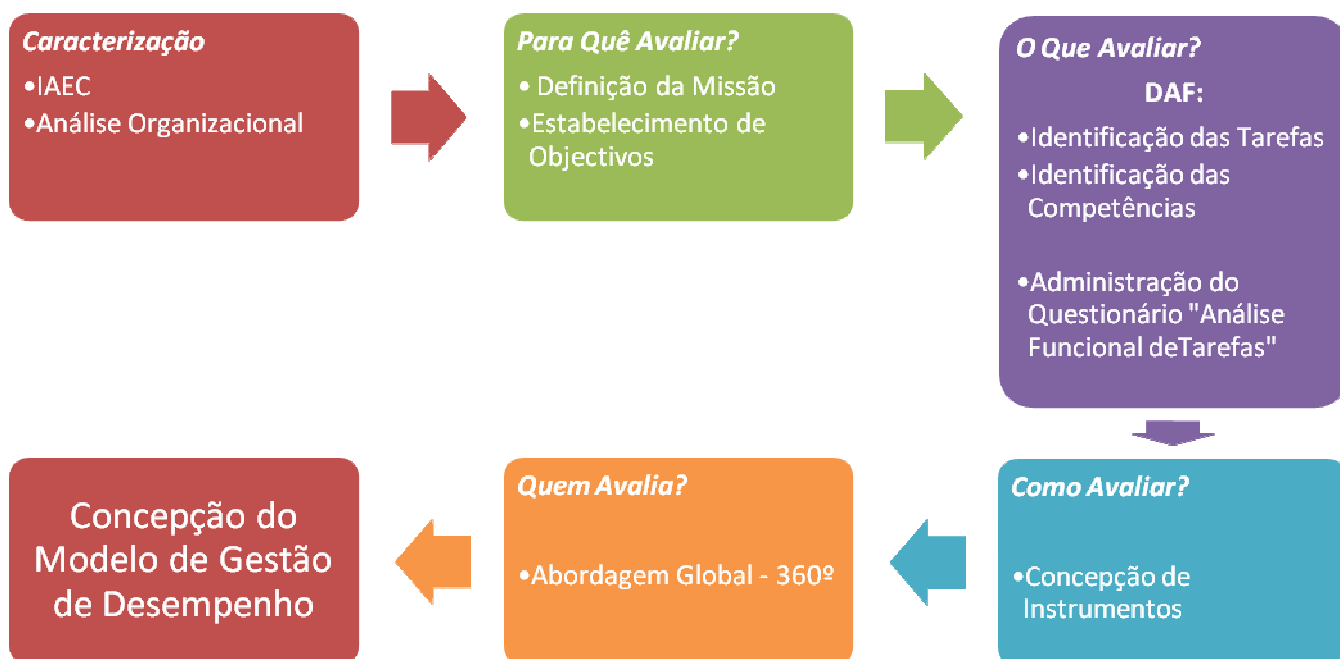 Caracterização
•IAEC
•Análise Organizacional
Para Quê Avaliar?
• Definição da Missão
•Estabelecimento de
Objectivos
O Que Avaliar?
DAF:
•Identificação das Tarefas
•Identificação das
Competências
•Administração do
Questionário "Análise
Funcional deTarefas"
Como Avaliar?
•Concepção de
Instrumentos
Quem Avalia?
•Abordagem Global - 360º
Concepção do
Modelo de Gestão
de Desempenho